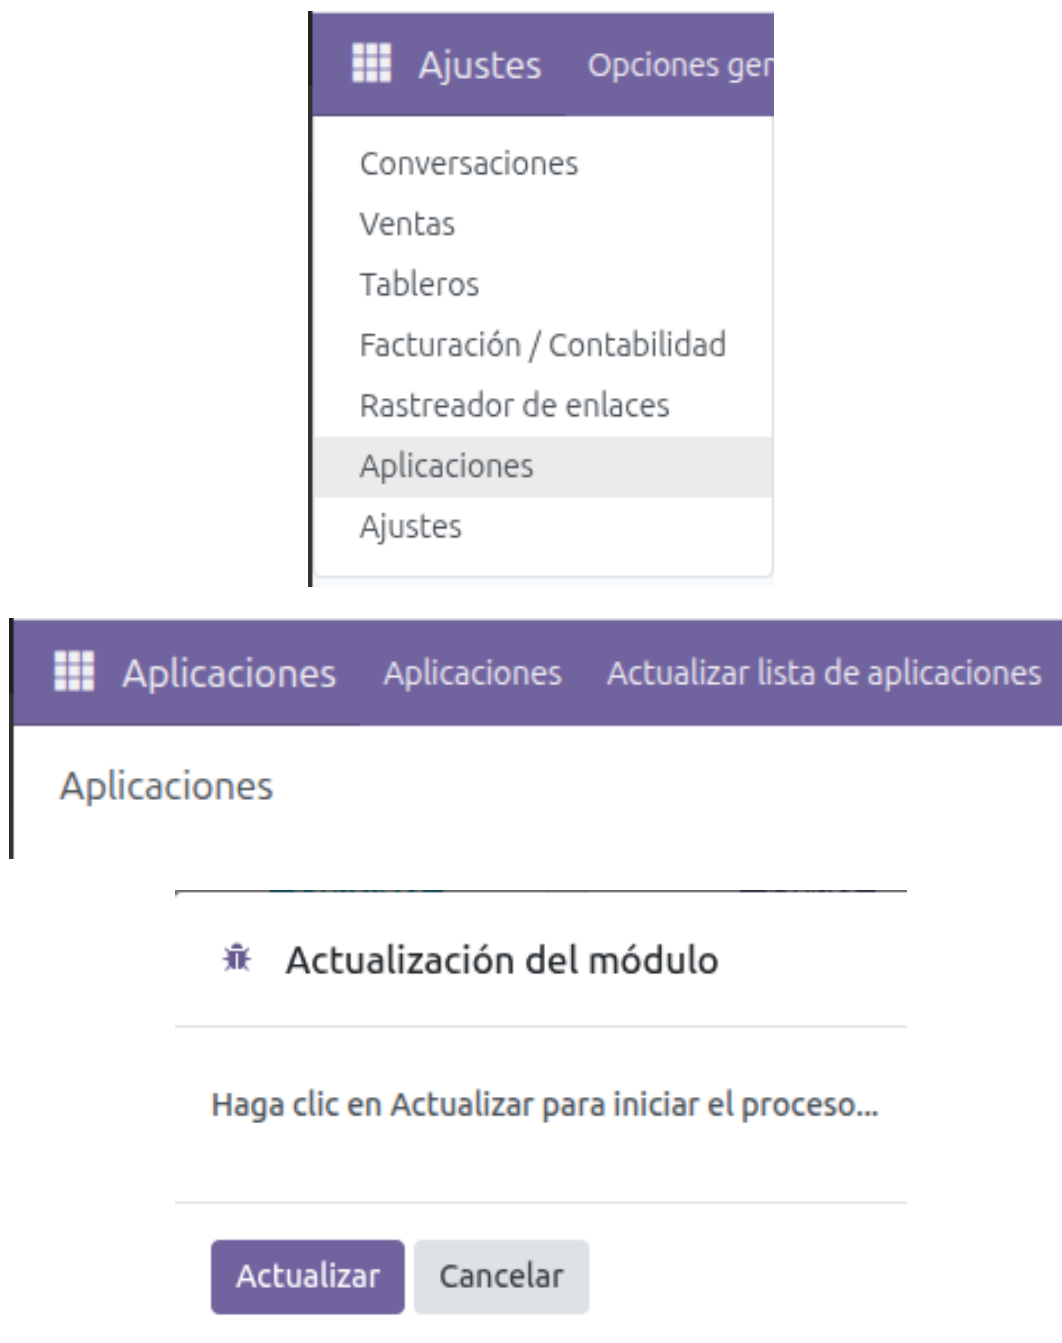 Ajustes Opciones ger
Conversaciones
Ventas
Tableros
Facturación / Contabilidad
Rastreador de enlaces
Aplicaciones
Ajustes
Aplicaciones Aplicaciones Actualizar lista de aplicaciones
Aplicaciones
Actualización del módulo
Haga clic en Actualizar para iniciar el proceso...
Actualizar Cancelar